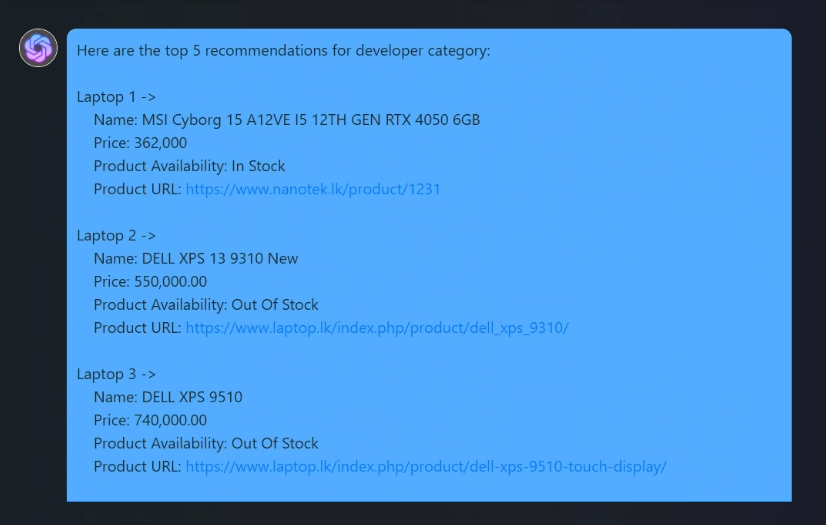 Here are the top 5 recommendations for developer category:
Laptop 1 ->
Name: MSI Cyborg 15 A12VE I5 12TH GEN RTX 4050 6GB
Price: 362,000
Product Availability: In Stock
Product URL: https://www.nanotek.lk/product/1231
Laptop 2 ->
Name: DELL XPS 13 9310 New
Price: 550,000.00
Product Availability: Out Of Stock
Product URL: https://www.laptop.lk/index.php/product/dell_xps_9310/
Laptop 3 ->
Name: DELL XPS 9510
Price: 740,000.00
Product Availability: Out Of Stock
Product URL: https://www.laptop.lk/index.php/product/dell-xps-9510-touch-display/